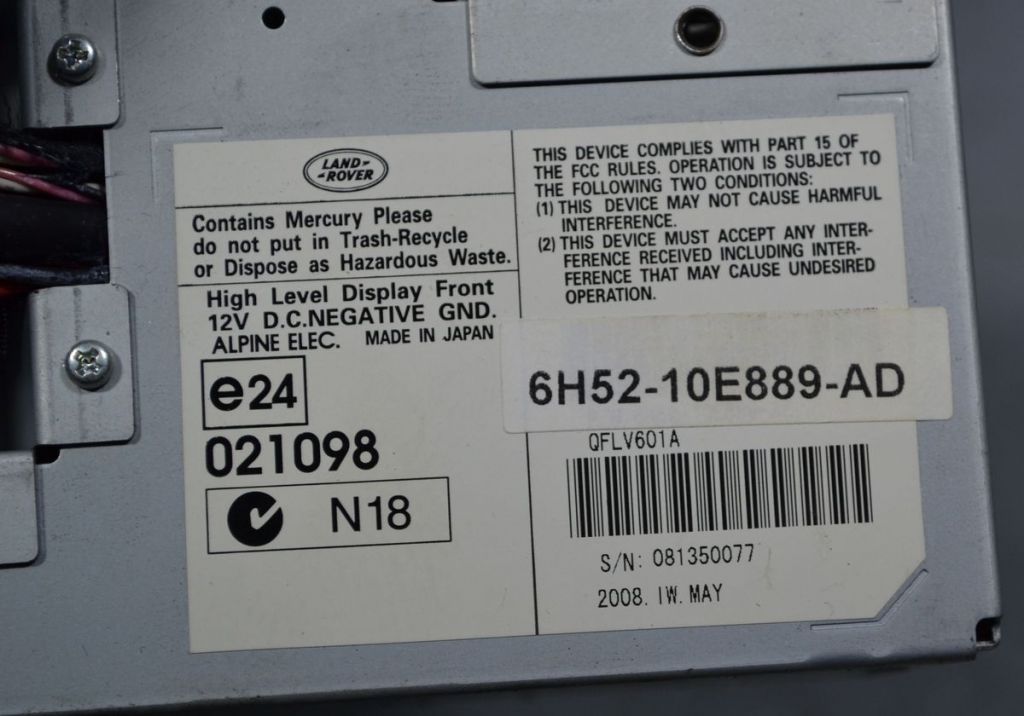 LAND-
ROVER
Contains Mercury Please
do not put in Trash-Recycle
or Dispose as Hazardous Waste.
High Level Display Front
12V D.C.NEGATIVE GND.
ALPINE ELEC. MADE IN JAPAN
e24
021098
N18
THIS DEVICE COMPLIES WITH PART 15 OF
THE FCC RULES. OPERATION IS SUBJECT TO
THE FOLLOWING TWO CONDITIONS:
(1) THIS DEVICE MAY NOT CAUSE HARMFUL
INTERFERENCE.
(2) THIS DEVICE MUST ACCEPT ANY INTER-
FERENCE RECEIVED INCLUDING INTER-
FERENCE THAT MAY CAUSE UNDESIRED
OPERATION.
6H52-10E889-AD
QFLV601A
S/N: 081350077
2008. IW. MAY